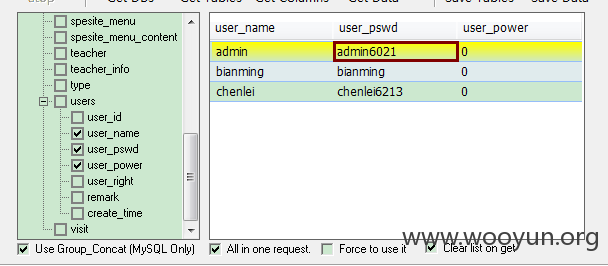 Get DBs Get Tables Get Columns Get Data Save Tables Save Data
spesite_menu
spesite_menu_content
teacher
teacher_info
type
users
user_id
user_name
user_pswd
user_power
user_right
remark
create_time
visit
user_name user_pswd user_power
admin admin6021 0
bianming bianming 0
chenlei chenlei6213 0
www.wooyun.org
Use Group_Concat (MySQL Only) All in one request. Force to use it Clear list on get